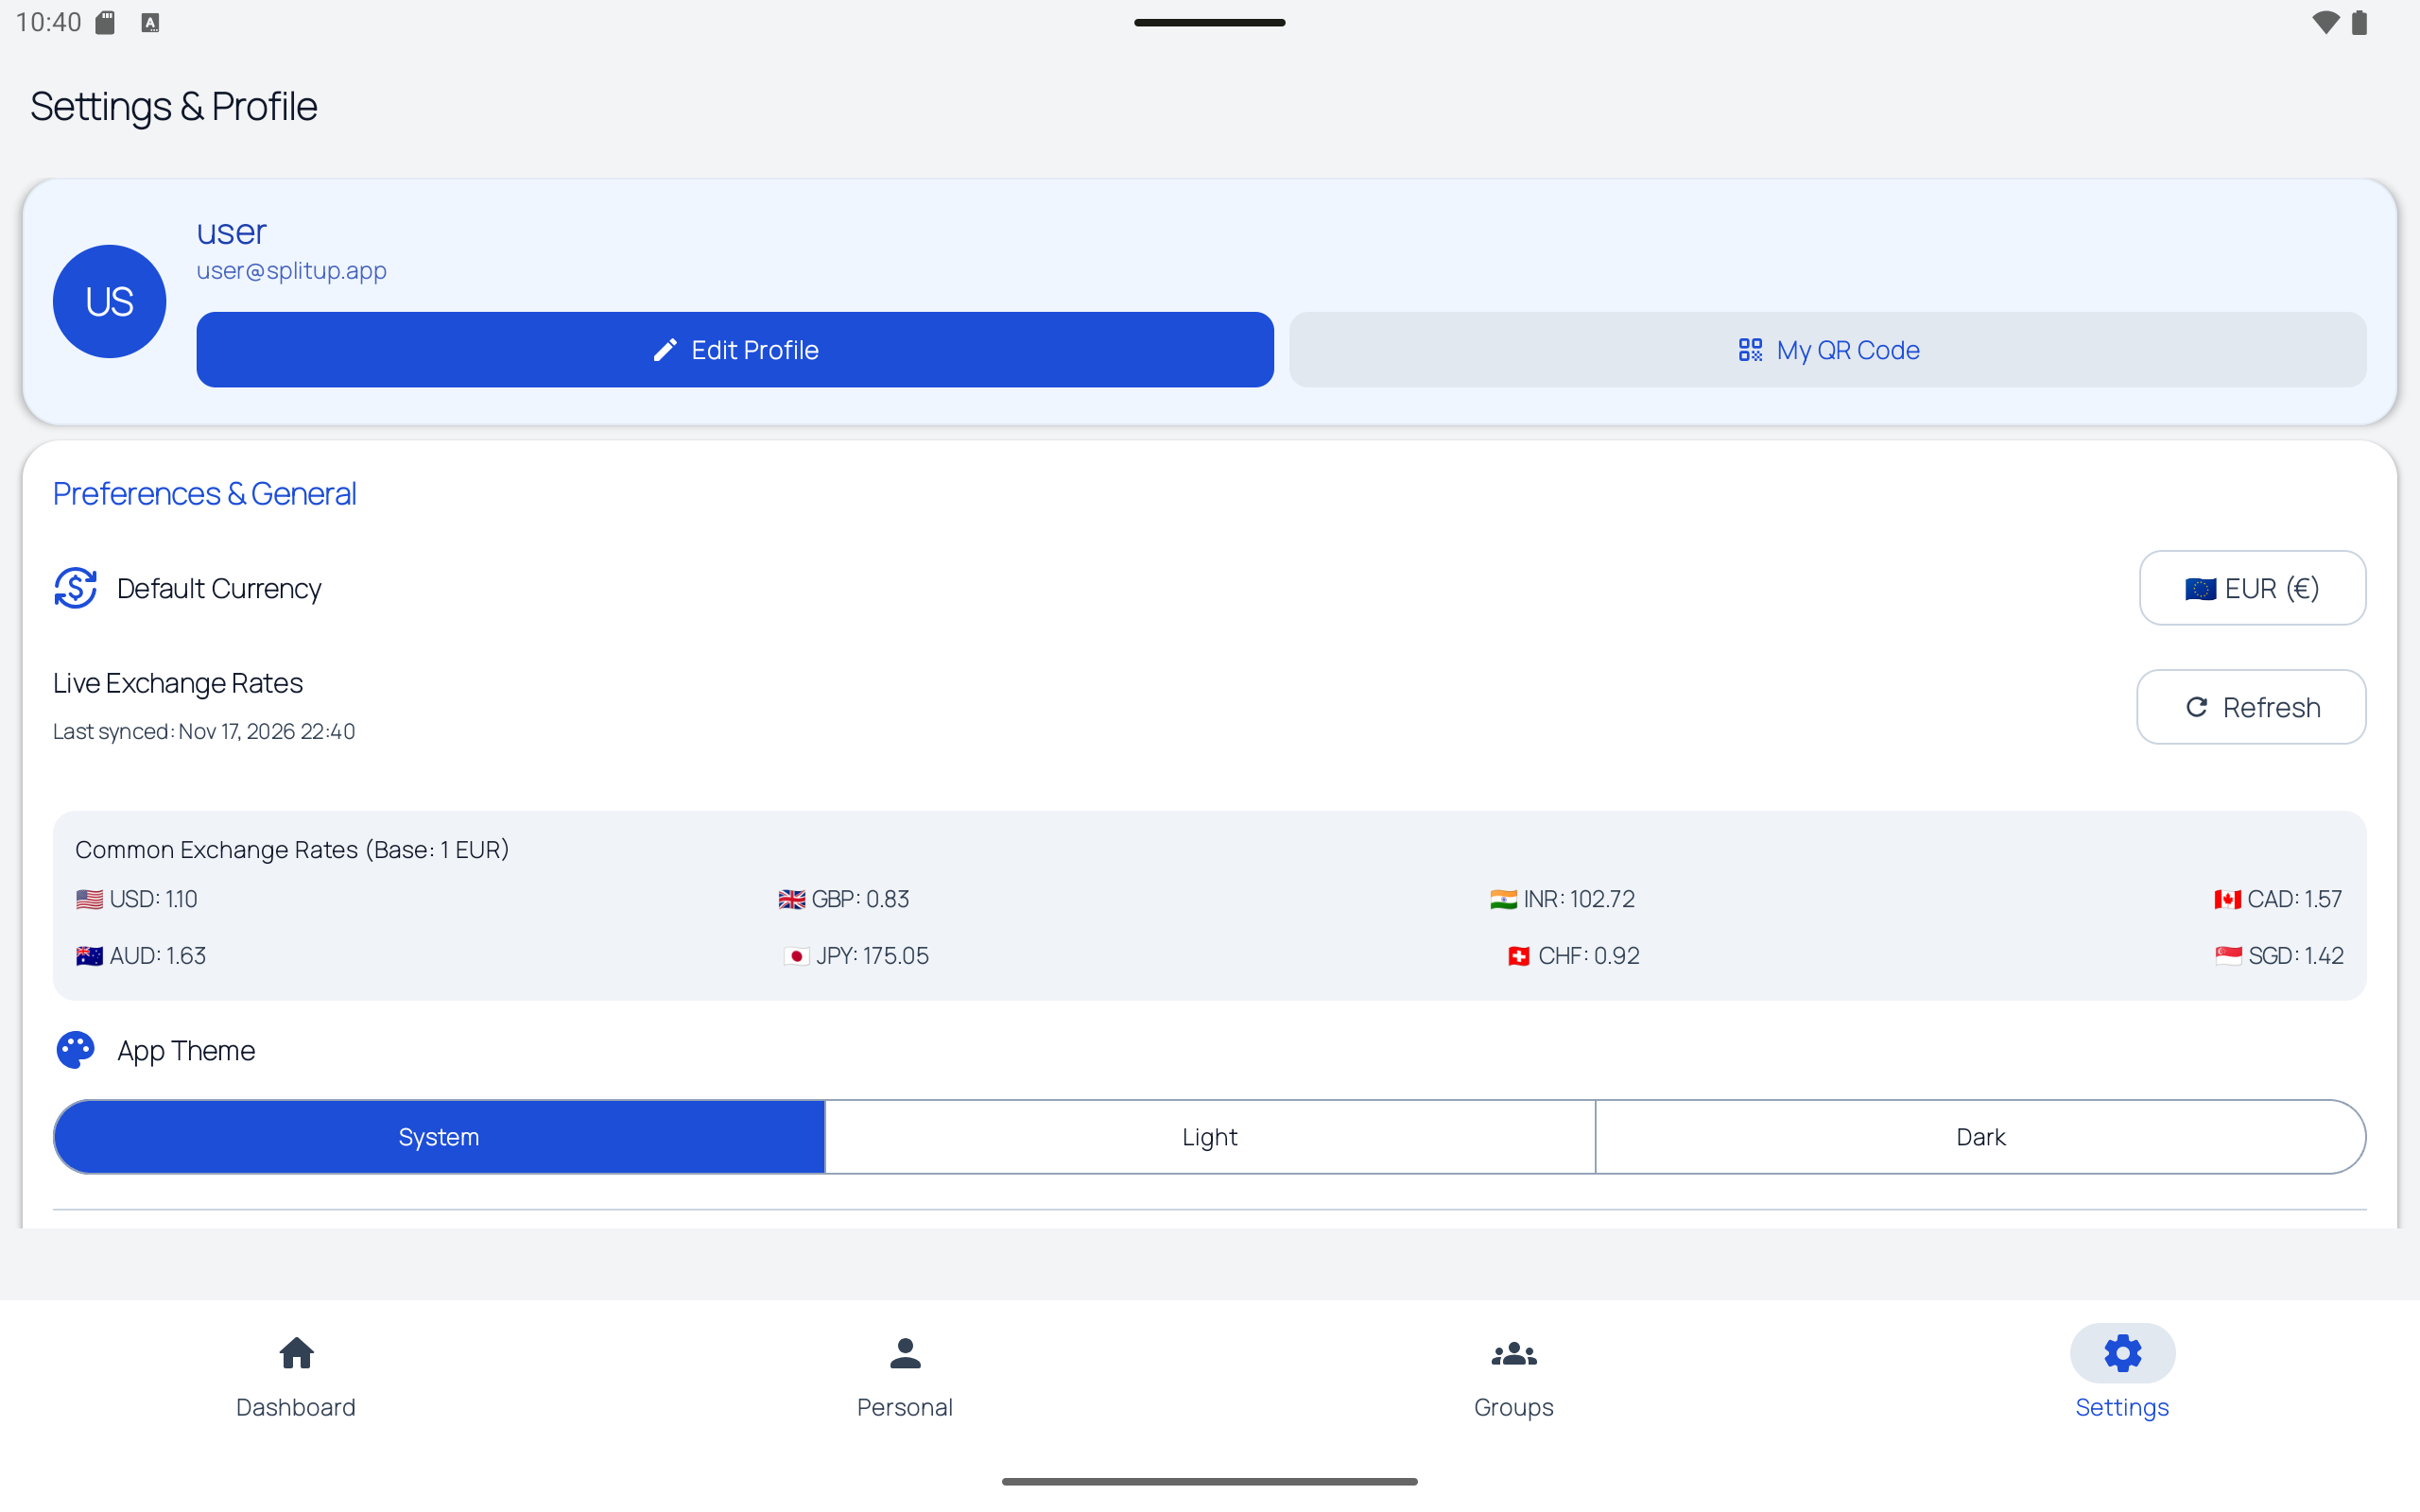 10:40
Settings & Profile
US
user
user@splitup.app
Edit Profile
My QR Code
Preferences & General
Default Currency
🇪🇺 EUR (€)
Live Exchange Rates
Last synced: Nov 17, 2026 22:40
Refresh
Common Exchange Rates (Base: 1 EUR)
🇺🇸 USD: 1.10 🇬🇧 GBP: 0.83 🇮🇳 INR: 102.72 🇨🇦 CAD: 1.57
🇦🇺 AUD: 1.63 🇯🇵 JPY: 175.05 🇨🇭 CHF: 0.92 🇸🇬 SGD: 1.42
App Theme
System Light Dark
Dashboard Personal Groups Settings